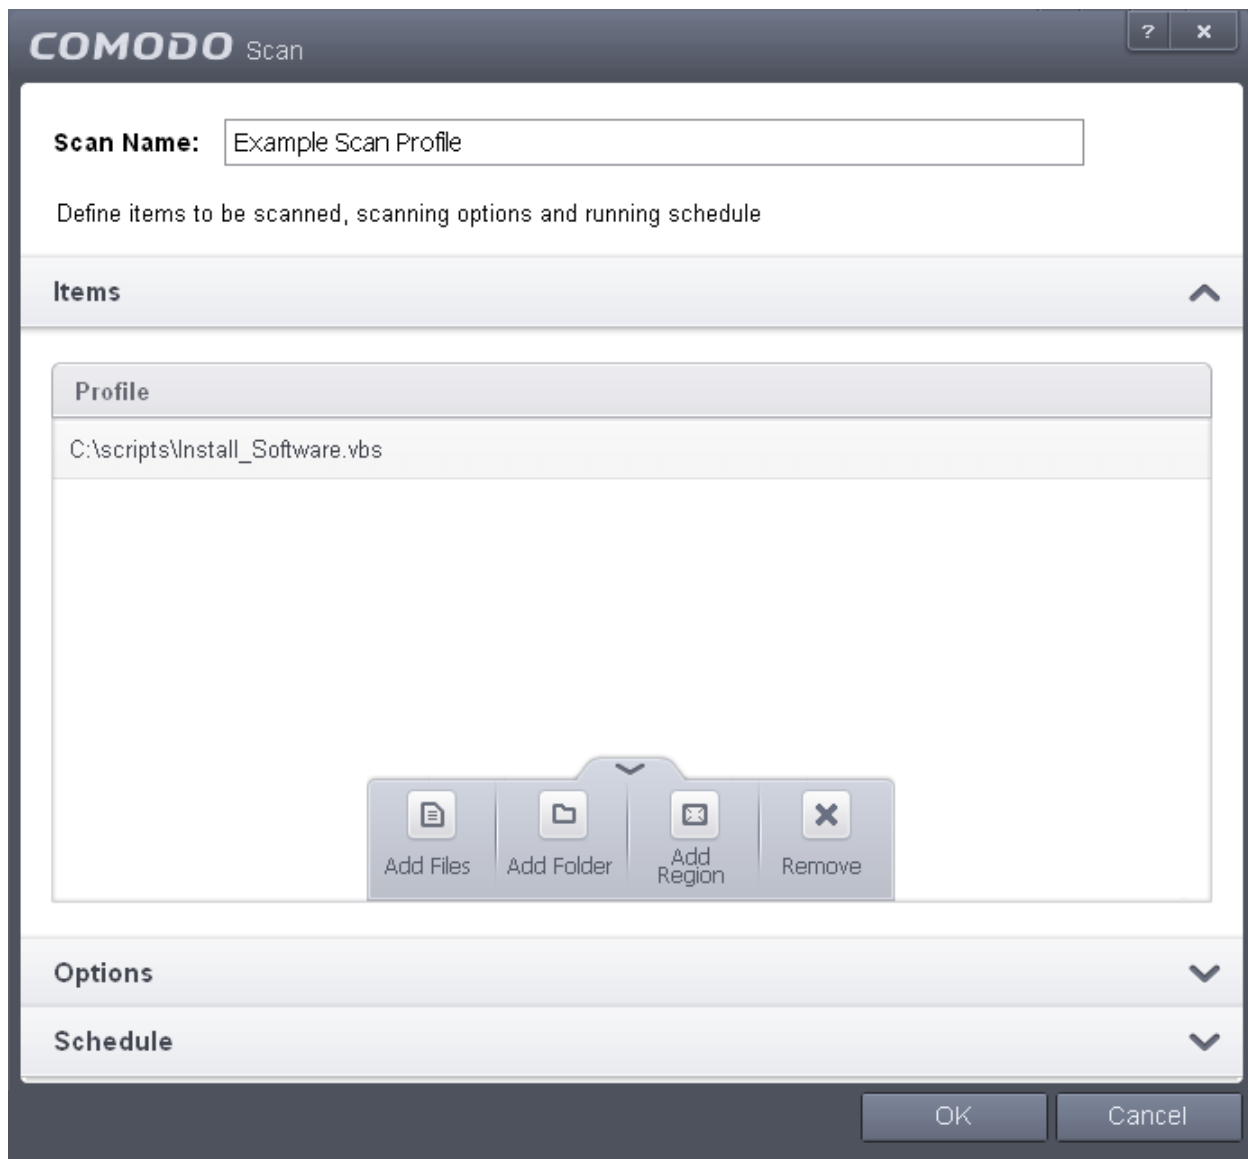 COMODO Scan
?
Scan Name: Example Scan Profile
Define items to be scanned, scanning options and running schedule
Items
Profile
C:\scripts\Install_Software.vbs
Add Files
Add Folder
Add
Region
Remove
Options
Schedule
OK
Cancel